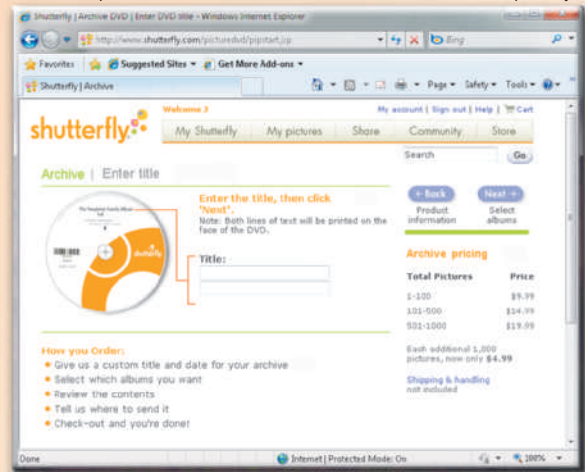 Shutterfly | Archive DVD | Enter DVD title - Windows Internet Explorer
http://www.shutterfly.com/picturedvd/pipstart.jsp
Bing
Favorites Suggested Sites Get More Add-ons
Shutterfly | Archive
Page Safety Tools
Welcome J
My account | Sign out | Help | Cart
shutterfly
My Shutterfly My pictures Share Community Store
Search Go
Archive | Enter title
Enter the title, then click
'Next'.
Note: Both lines of text will be printed on the
face of the DVD.
Title:
shutterfly
Back Next
Product information
Select albums
Archive pricing
Total Pictures Price
1-100 $9.99
101-500 $14.99
501-1000 $19.99
Each additional 1,000
pictures, now only $4.99
Shipping & handling
not included
How you Order:
Give us a custom title and date for your archive
Select which albums you want
Review the contents
Tell us where to send it
Check-out and you're done!
Done
Internet | Protected Mode: On
100%